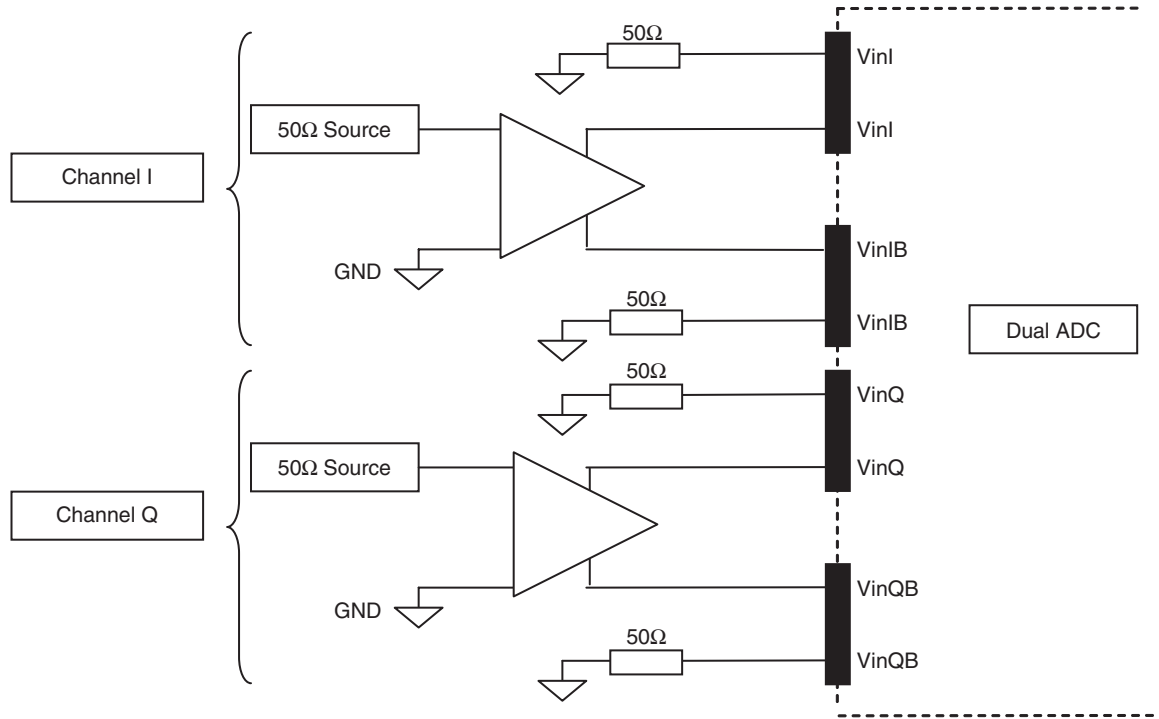 50Ω
VinI
50Ω Source
VinI
Channel I
VinIB
GND
50Ω
VinIB
Dual ADC
50Ω
VinQ
50Ω Source
VinQ
Channel Q
VinQB
GND
50Ω
VinQB